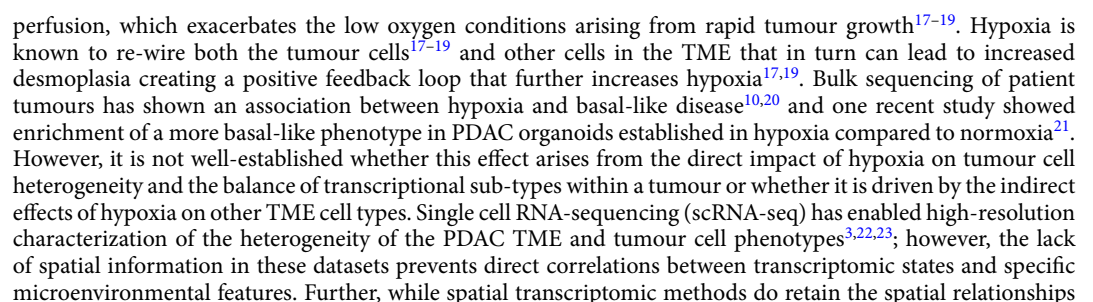 perfusion, which exacerbates the low oxygen conditions arising from rapid tumour growth17–19. Hypoxia is
known to re-wire both the tumour cells17–19 and other cells in the TME that in turn can lead to increased
desmoplasia creating a positive feedback loop that further increases hypoxia17,19. Bulk sequencing of patient
tumours has shown an association between hypoxia and basal-like disease10,20 and one recent study showed
enrichment of a more basal-like phenotype in PDAC organoids established in hypoxia compared to normoxia21.
However, it is not well-established whether this effect arises from the direct impact of hypoxia on tumour cell
heterogeneity and the balance of transcriptional sub-types within a tumour or whether it is driven by the indirect
effects of hypoxia on other TME cell types. Single cell RNA-sequencing (scRNA-seq) has enabled high-resolution
characterization of the heterogeneity of the PDAC TME and tumour cell phenotypes3,22,23; however, the lack
of spatial information in these datasets prevents direct correlations between transcriptomic states and specific
microenvironmental features. Further, while spatial transcriptomic methods do retain the spatial relationships